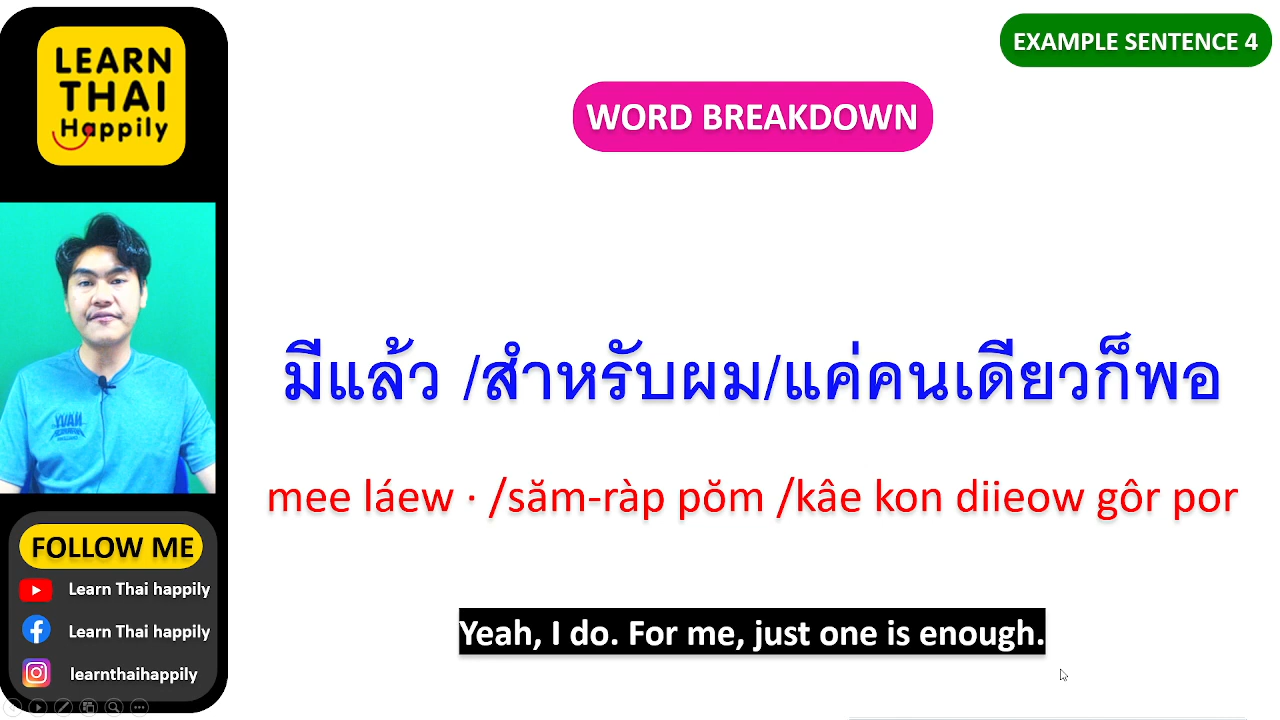 LEARN
THAI
Happily
EXAMPLE SENTENCE 4
WORD BREAKDOWN
มีแล้ว /สำหรับผม/แค่คนเดียวก็พอ
mee láew · /săm-ràp pŏm /kâe kon diieow gôr por
Yeah, I do. For me, just one is enough.
YUAN
FOLLOW ME
Learn Thai happily
Learn Thai happily
learnthaihappily